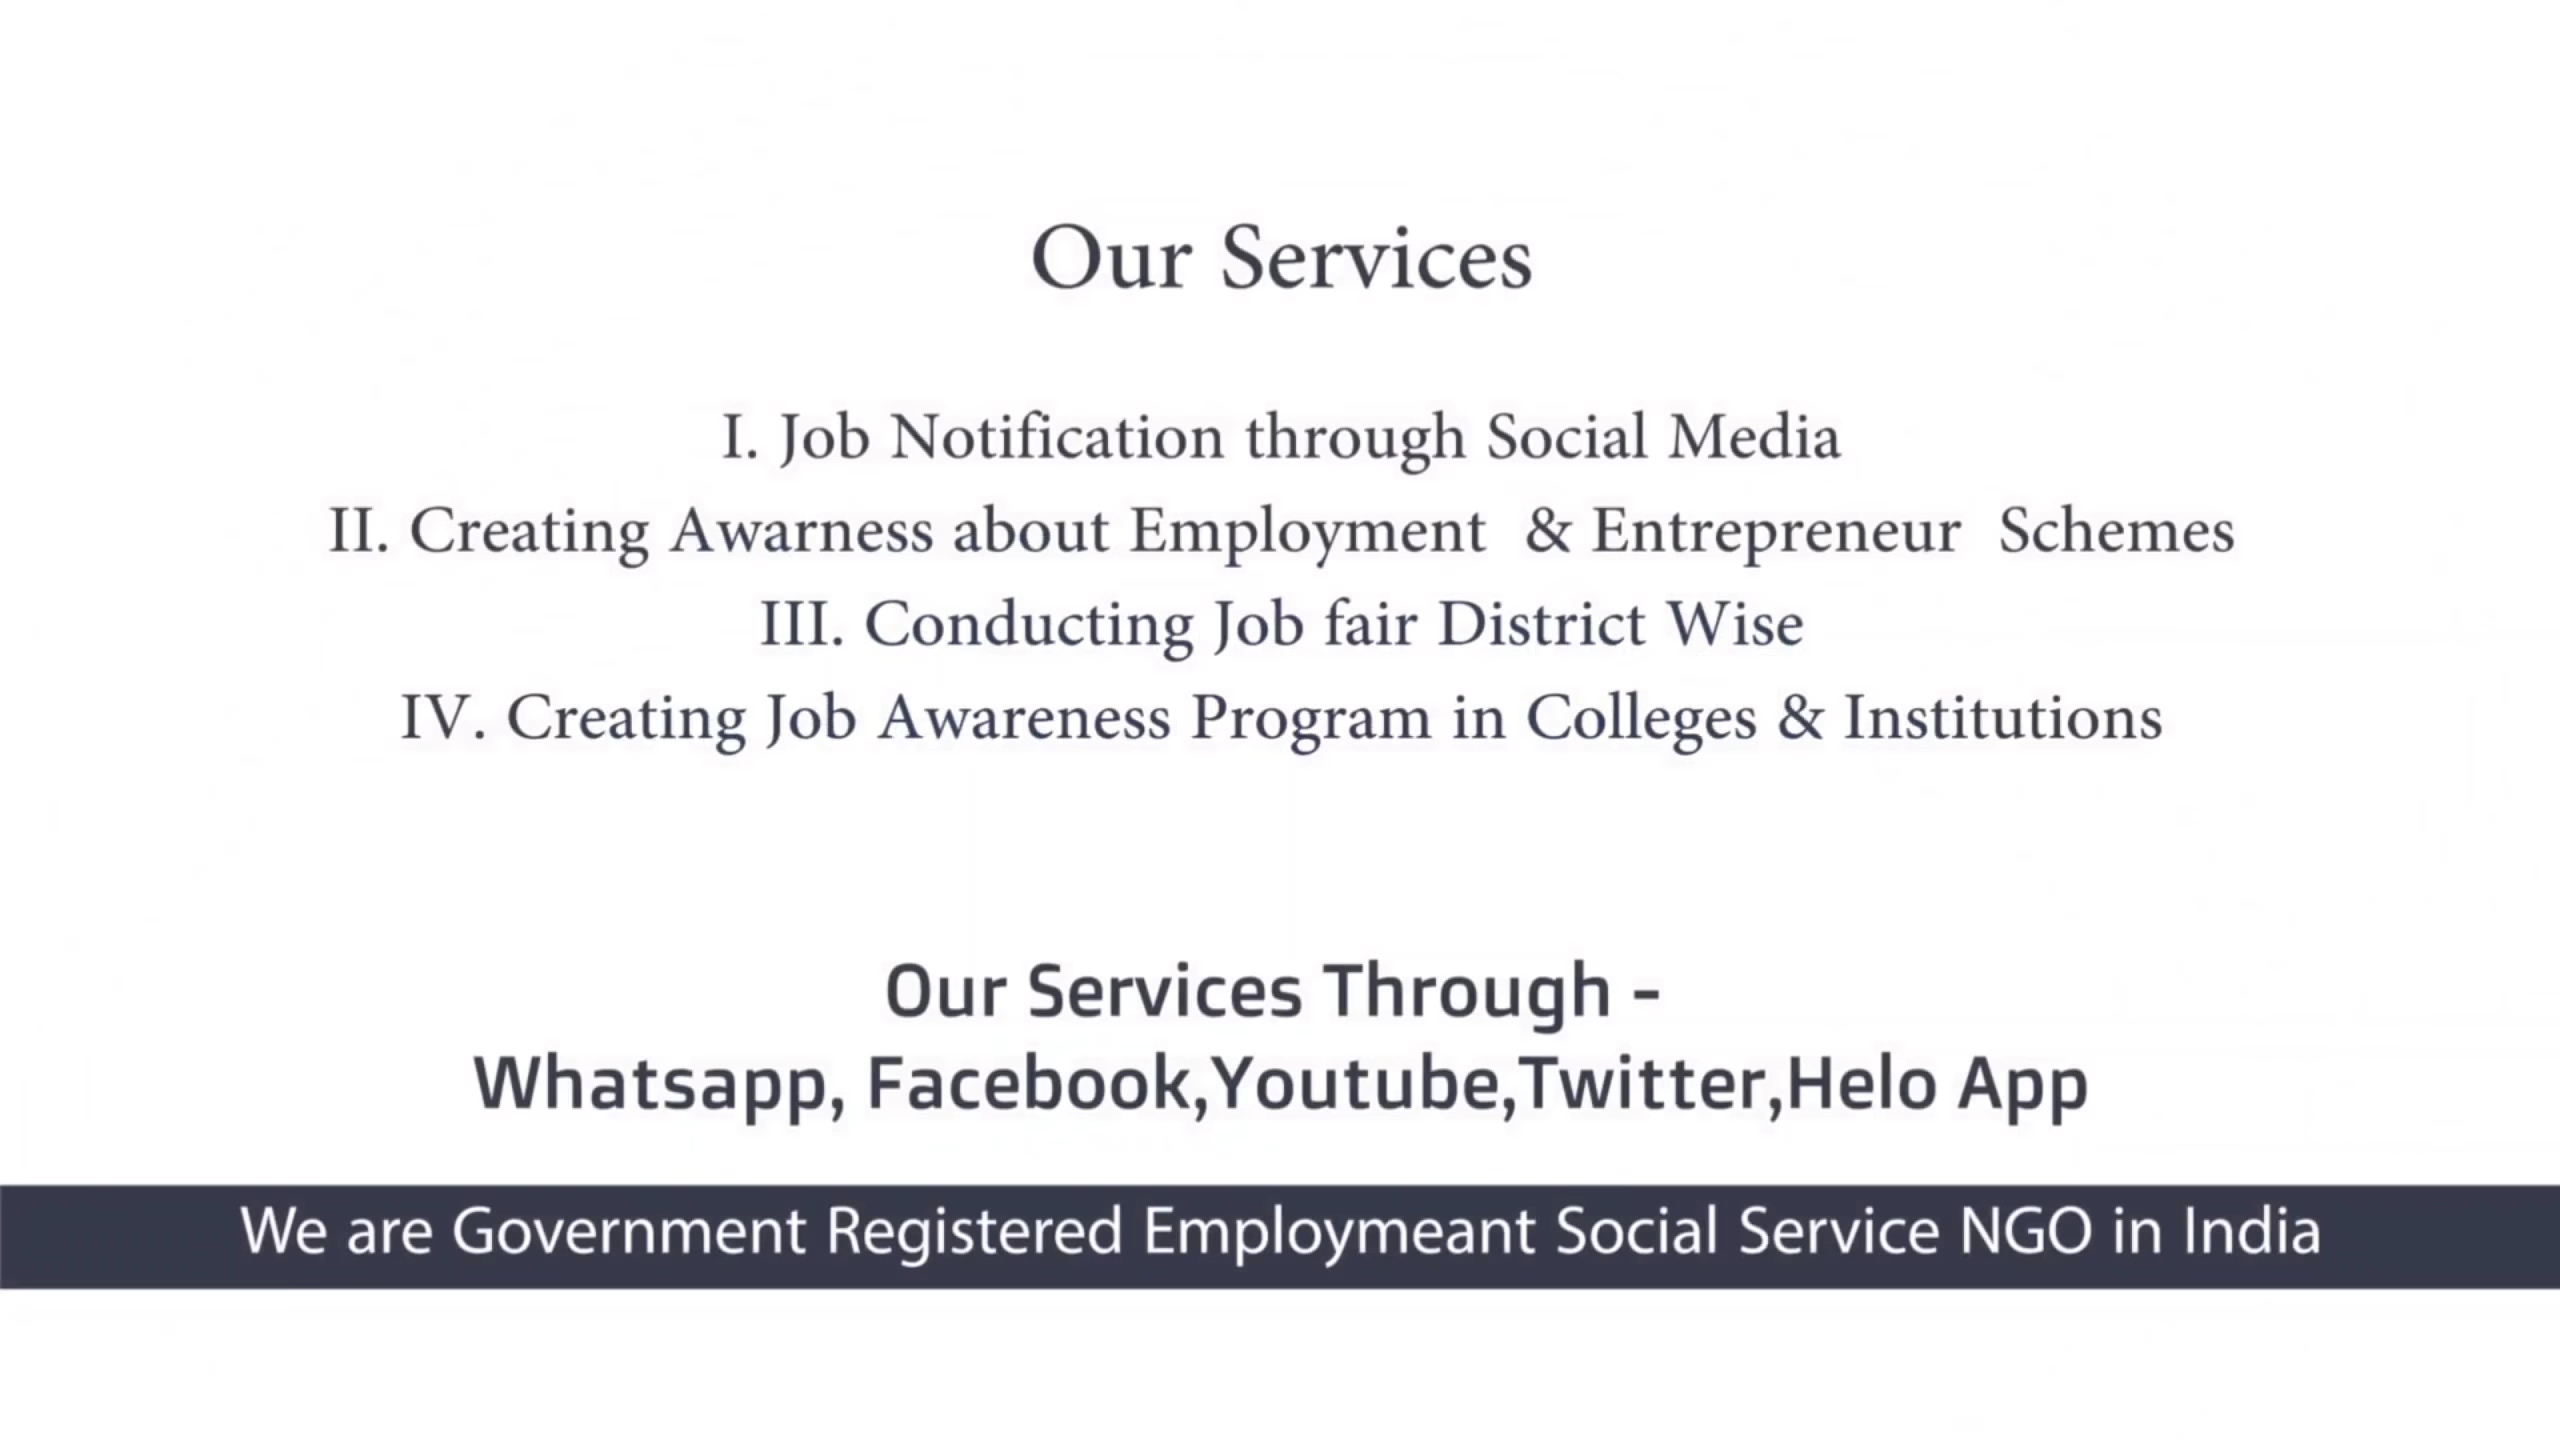 Our Services
I. Job Notification through Social Media
II. Creating Awarness about Employment & Entrepreneur Schemes
III. Conducting Job fair District Wise
IV. Creating Job Awareness Program in Colleges & Institutions
Our Services Through -
Whatsapp, Facebook,Youtube,Twitter,Helo App
We are Government Registered Employmeant Social Service NGO in India